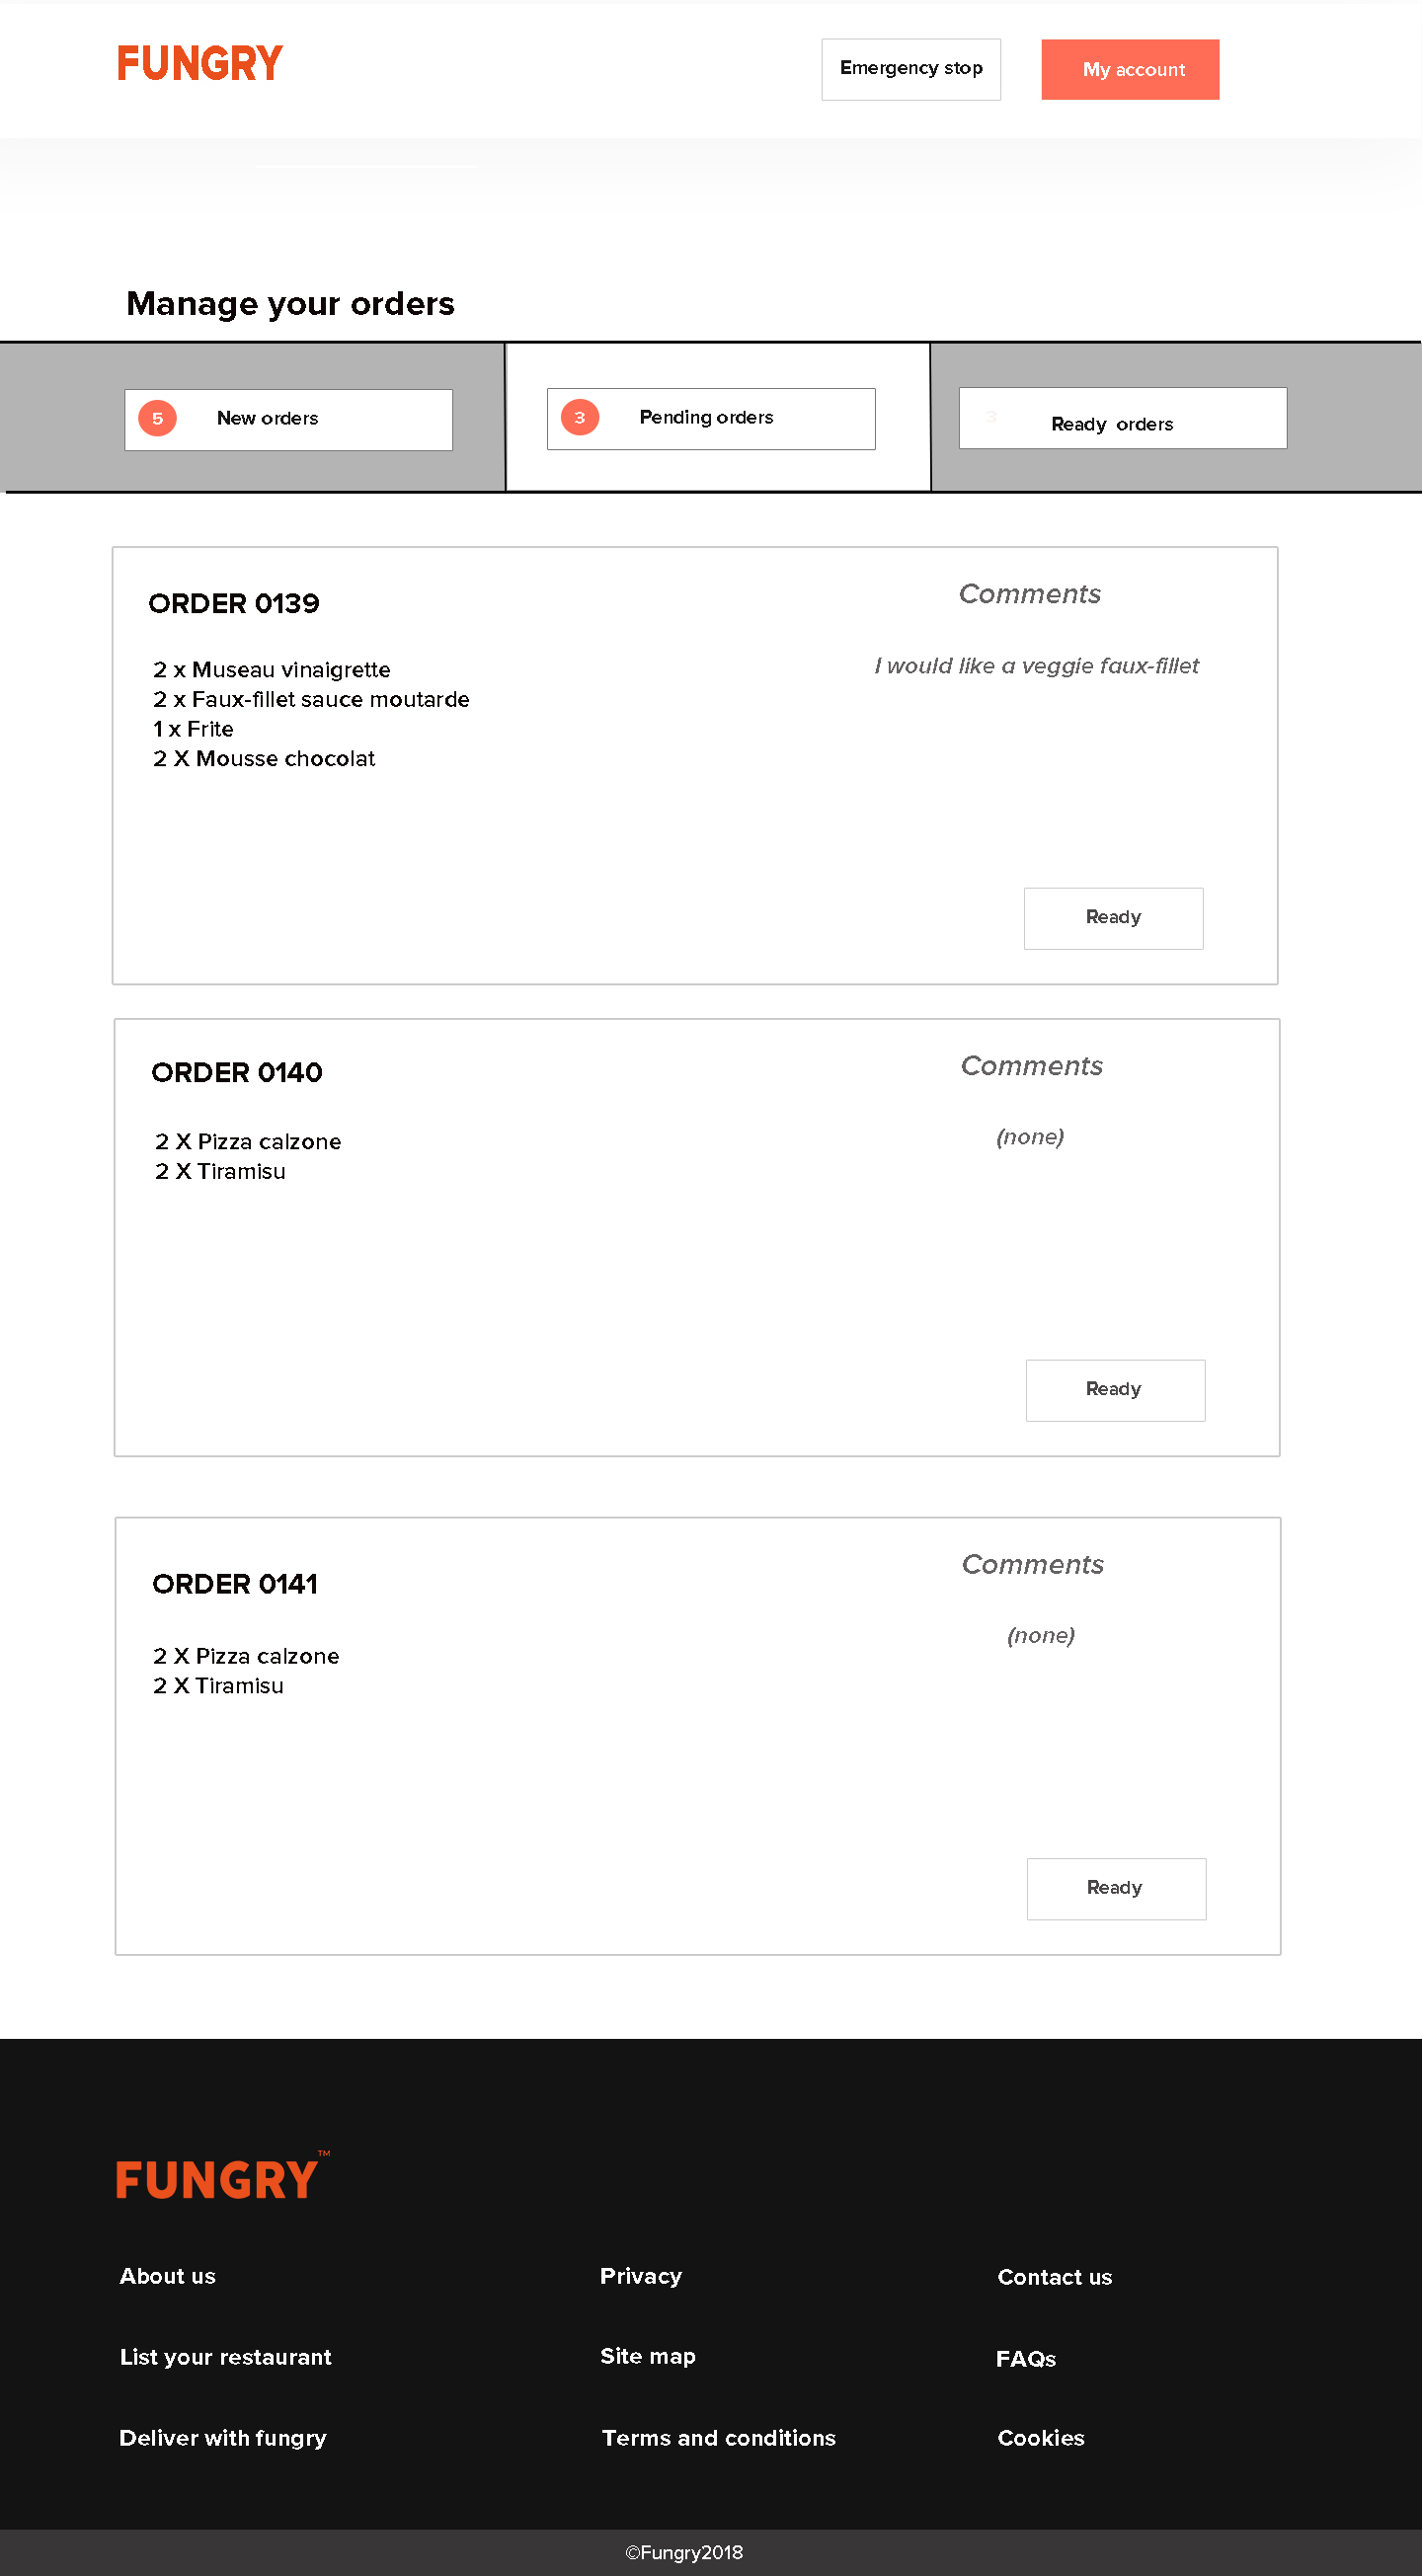 FUNGRY
Emergency stop
My account
Manage your orders
5 New orders
3 Pending orders
3 Ready orders
ORDER 0139
Comments
2 x Museau vinaigrette
I would like a veggie faux-fillet
2 x Faux-fillet sauce moutarde
1 x Frite
2 X Mousse chocolat
Ready
ORDER 0140
Comments
2 X Pizza calzone
(none)
2 X Tiramisu
Ready
ORDER 0141
Comments
2 X Pizza calzone
(none)
2 X Tiramisu
Ready
FUNGRY™
About us
Privacy
Contact us
List your restaurant
Site map
FAQs
Deliver with fungry
Terms and conditions
Cookies
©Fungry2018